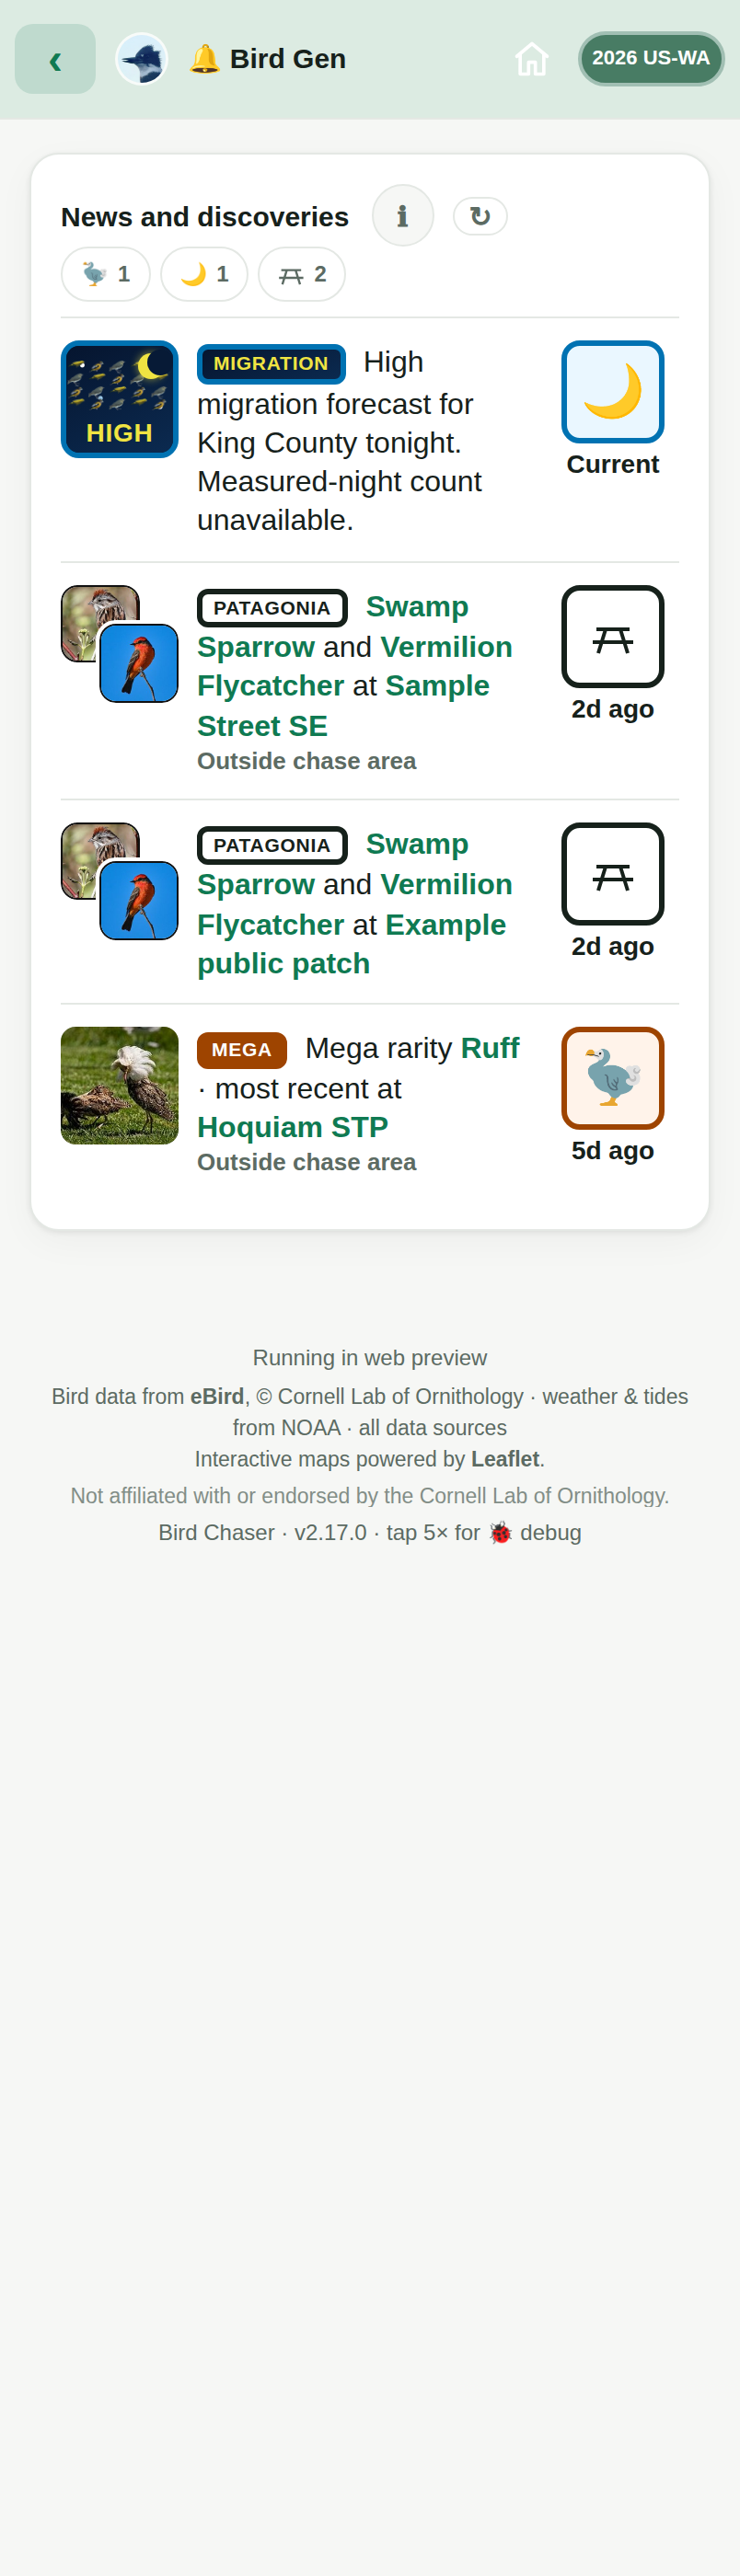 ‹ 🔔 Bird Gen 2026 US-WA
News and discoveries ℹ ↻
🦤 1 🌙 1 2
HIGH
MIGRATION High
migration forecast for
King County tonight.
Measured-night count
unavailable.
Current
PATAGONIA Swamp
Sparrow and Vermilion
Flycatcher at Sample
Street SE
Outside chase area
2d ago
PATAGONIA Swamp
Sparrow and Vermilion
Flycatcher at Example
public patch
2d ago
MEGA Mega rarity Ruff
· most recent at
Hoquiam STP
Outside chase area
5d ago
Running in web preview
Bird data from eBird, © Cornell Lab of Ornithology · weather & tides
from NOAA · all data sources
Interactive maps powered by Leaflet.
Not affiliated with or endorsed by the Cornell Lab of Ornithology.
Bird Chaser · v2.17.0 · tap 5× for 🐞 debug